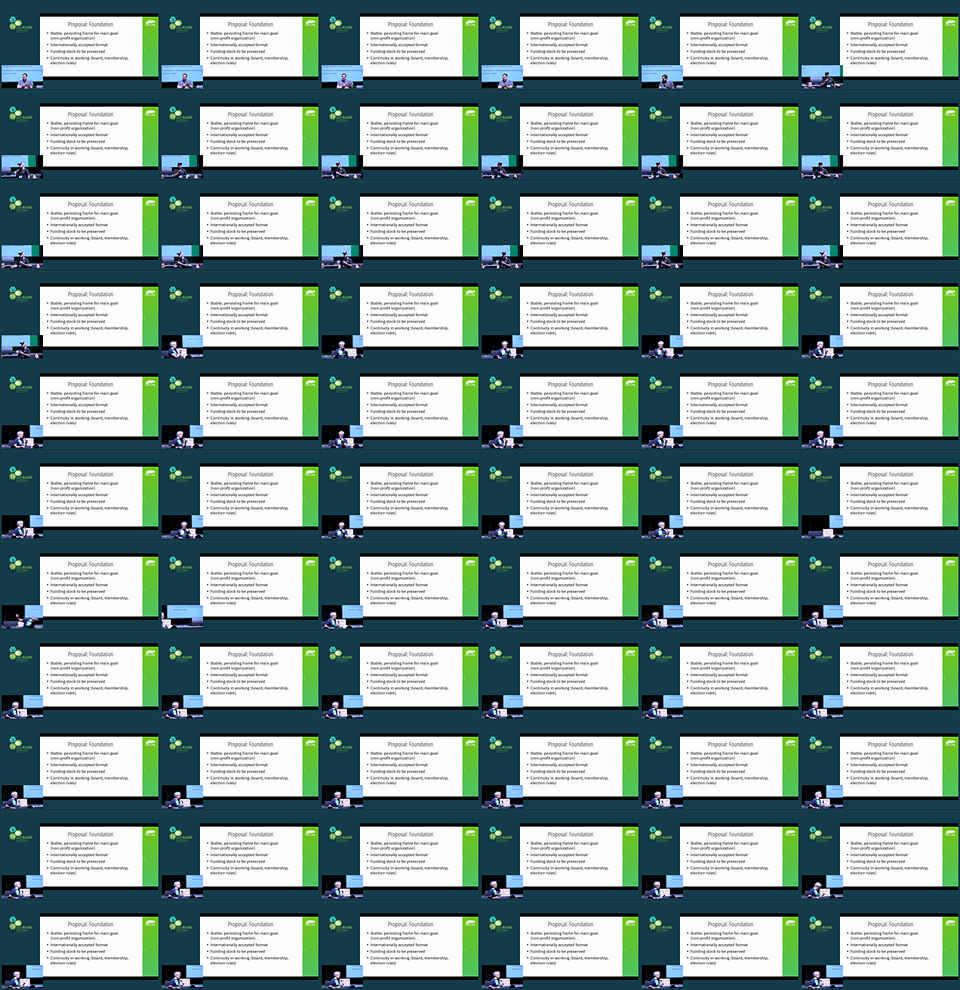 Proposal: Foundation
• Stable, persisting frame for main goal
(non-profit organization)
• Internationally accepted format
• Funding stock to be preserved
• Continuity in working (board, membership,
election rules)